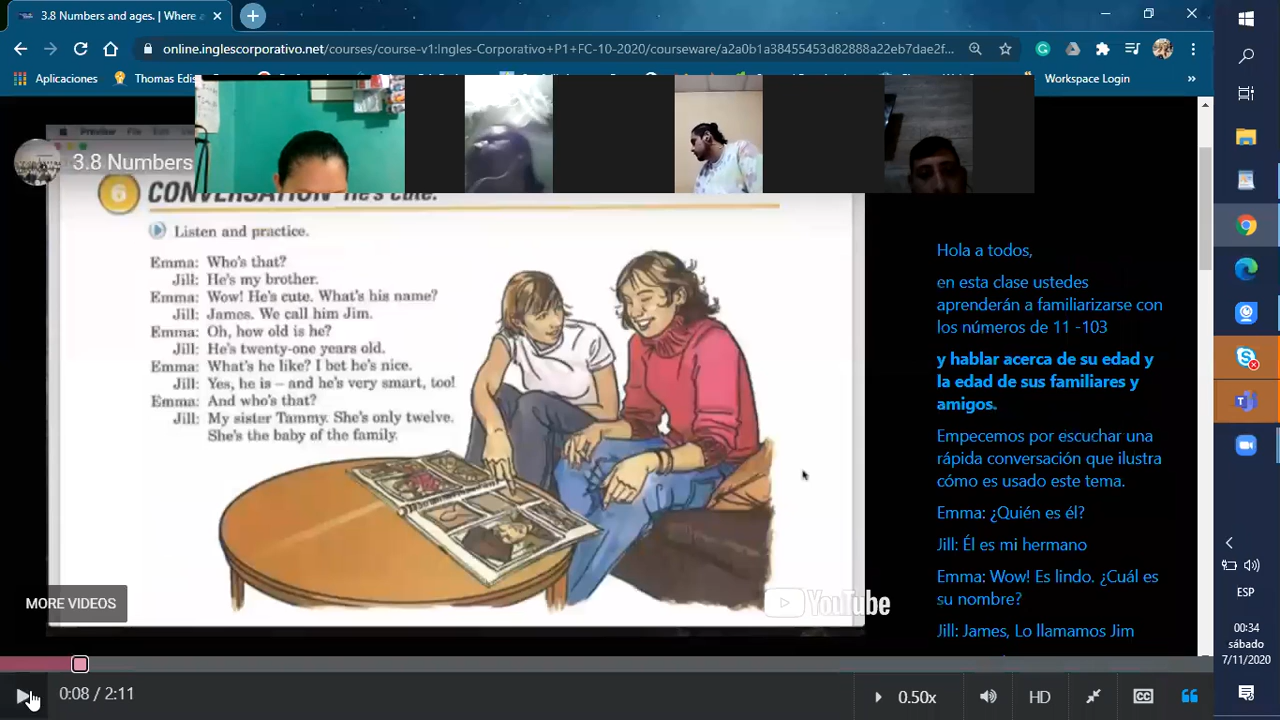 3.8 Numbers and ages. | Where a
online.inglescorporativo.net/courses/course-v1:Ingles-Corporativo+P1+FC-10-2020/courseware/a2a0b1a38455453d82888a22eb7dae2f...
Aplicaciones
Thomas Edis
Workspace Login
»
Preview File
3.8 Numbers
6 CONVERSATION He's cute.
Listen and practice.
Emma: Who's that?
Jill: He's my brother.
Emma: Wow! He's cute. What's his name?
Jill: James. We call him Jim.
Emma: Oh, how old is he?
Jill: He's twenty-one years old.
Emma: What's he like? I bet he's nice.
Jill: Yes, he is – and he's very smart, too!
Emma: And who's that?
Jill: My sister Tammy. She's only twelve.
She's the baby of the family.
MORE VIDEOS
YouTube
Hola a todos,
en esta clase ustedes
aprenderán a familiarizarse con
los números de 11 -103
y hablar acerca de su edad y
la edad de sus familiares y
amigos.
Empecemos por escuchar una
rápida conversación que ilustra
cómo es usado este tema.
Emma: ¿Quién es él?
Jill: Él es mi hermano
Emma: Wow! Es lindo. ¿Cuál es
su nombre?
Jill: James, Lo llamamos Jim
0:08 / 2:11
0.50x
HD
CC
ESP
00:34
sábado
7/11/2020